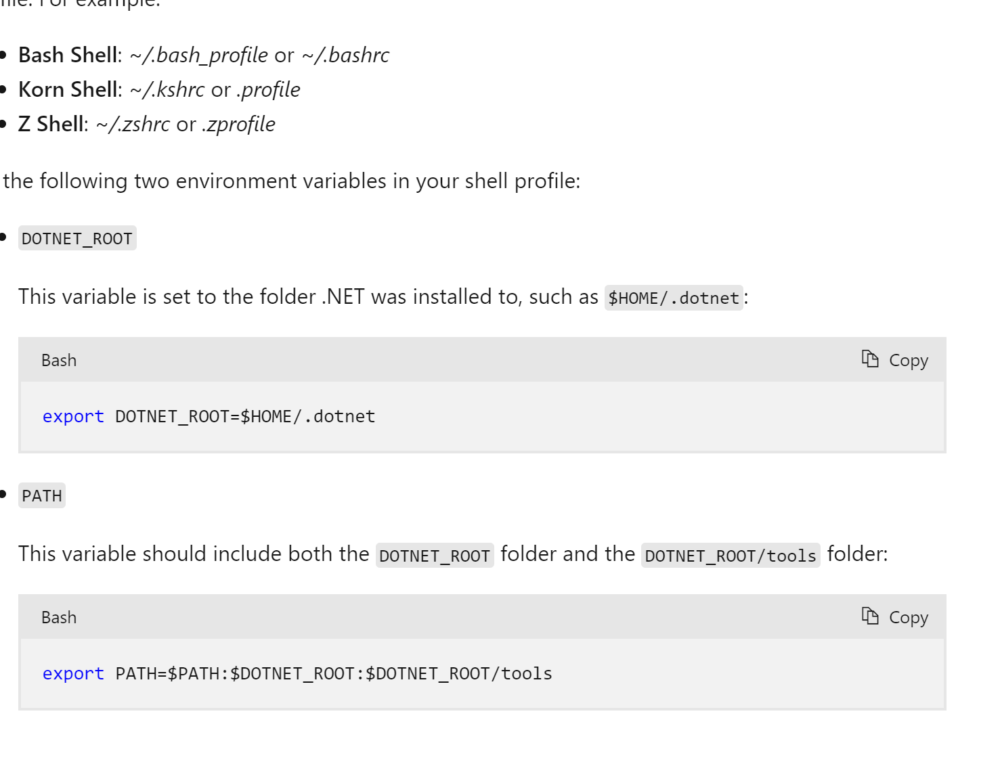 file. For example:
Bash Shell: ~/.bash_profile or ~/.bashrc
Korn Shell: ~/.kshrc or .profile
Z Shell: ~/.zshrc or .zprofile
the following two environment variables in your shell profile:
DOTNET_ROOT
This variable is set to the folder .NET was installed to, such as $HOME/.dotnet:
Bash
Copy
export DOTNET_ROOT=$HOME/.dotnet
PATH
This variable should include both the DOTNET_ROOT folder and the DOTNET_ROOT/tools folder:
Bash
Copy
export PATH=$PATH:$DOTNET_ROOT:$DOTNET_ROOT/tools